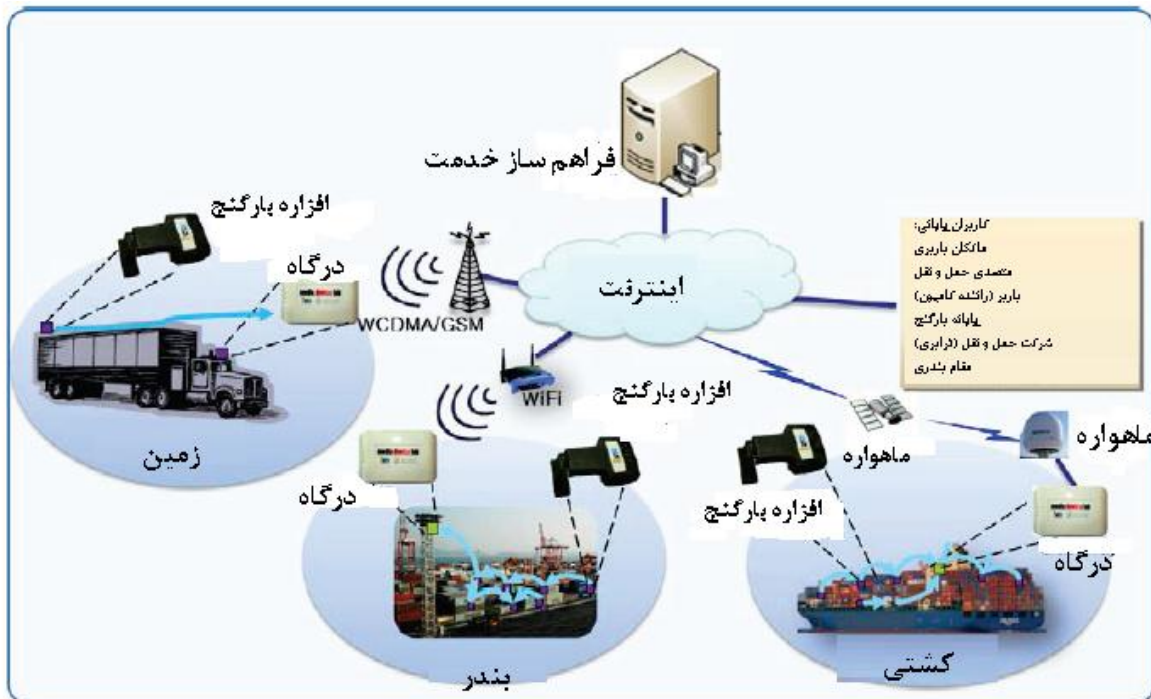 فراهم ساز خدمت
افزاره بارگنج
درگاه
WCDMA/GSM
اینترنت
کاربران پایانی:
مالکان باربری
متصدی حمل و نقل
باربر (راننده کامیون)
پایانه بارگنج
شرکت حمل و نقل (ترابری)
مقام بندری
زمین
WiFi
افزاره بارگنج
درگاه
بندر
ماهواره
ماهواره
افزاره بارگنج
درگاه
کشتی